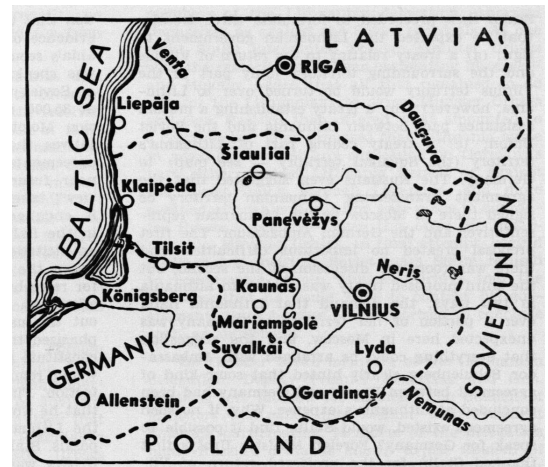 LATVIA
RIGA
Venta
BALTIC SEA
Liepāja
Dauguva
Šiauliai
Klaipėda
Panevėžys
Tilsit
Neris
SOVIET UNION
Kaunas
Königsberg
VILNIUS
Mariampolė
GERMANY
Suvalkai
Lyda
Allenstein
Gardinas
Nemunas
POLAND